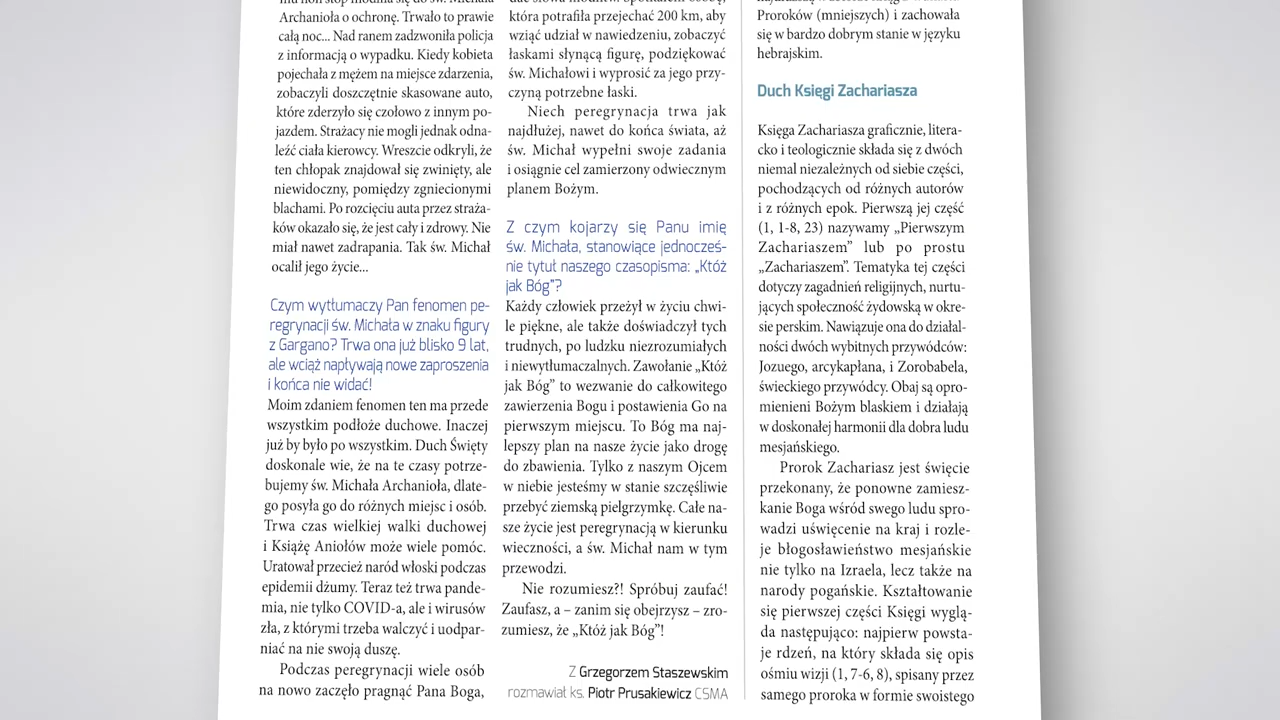 mu non stop modliła się do św. Michała
Archanioła o ochronę. Trwało to prawie
całą noc... Nad ranem zadzwoniła policja
z informacją o wypadku. Kiedy kobieta
pojechała z mężem na miejsce zdarzenia,
zobaczyli doszczętnie skasowane auto,
które zderzyło się czołowo z innym po-
jazdem. Strażacy nie mogli jednak odna-
leźć ciała kierowcy. Wreszcie odkryli, że
ten chłopak znajdował się zwinięty, ale
niewidoczny, pomiędzy zgniecionymi
blachami. Po rozcięciu auta przez straża-
ków okazało się, że jest cały i zdrowy. Nie
miał nawet zadrapania. Tak św. Michał
ocalił jego życie...
Czym wytłumaczy Pan fenomen pe-
regrynacji św. Michała w znaku figury
z Gargano? Trwa ona już blisko 9 lat,
ale wciąż napływają nowe zaproszenia
i końca nie widać!
Moim zdaniem fenomen ten ma przede
wszystkim podłoże duchowe. Inaczej
już by było po wszystkim. Duch Święty
doskonale wie, że na te czasy potrze-
bujemy św. Michała Archanioła, dlate-
go posyła go do różnych miejsc i osób.
Trwa czas wielkiej walki duchowej
i Książę Aniołów może wiele pomóc.
Uratował przecież naród włoski podczas
epidemii dżumy. Teraz też trwa pande-
mia, nie tylko COVID-a, ale i wirusów
zła, z którymi trzeba walczyć i uodpar-
niać na nie swoją duszę.
Podczas peregrynacji wiele osób
na nowo zaczęło pragnąć Pana Boga,
która potrafiła przejechać 200 km, aby
wziąć udział w nawiedzeniu, zobaczyć
łaskami słynącą figurę, podziękować
św. Michałowi i wyprosić za jego przy-
czyną potrzebne łaski.
Niech peregrynacja trwa jak
najdłużej, nawet do końca świata, aż
św. Michał wypełni swoje zadania
i osiągnie cel zamierzony odwiecznym
planem Bożym.
Z czym kojarzy się Panu imię
św. Michała, stanowiące jednocześ-
nie tytuł naszego czasopisma: „Któż
jak Bóg”?
Każdy człowiek przeżył w życiu chwi-
le piękne, ale także doświadczył tych
trudnych, po ludzku niezrozumiałych
i niewytłumaczalnych. Zawołanie „Któż
jak Bóg” to wezwanie do całkowitego
zawierzenia Bogu i postawienia Go na
pierwszym miejscu. To Bóg ma naj-
lepszy plan na nasze życie jako drogę
do zbawienia. Tylko z naszym Ojcem
w niebie jesteśmy w stanie szczęśliwie
przebyć ziemską pielgrzymkę. Całe na-
sze życie jest peregrynacją w kierunku
wieczności, a św. Michał nam w tym
przewodzi.
Nie rozumiesz?! Spróbuj zaufać!
Zaufasz, a – zanim się obejrzysz – zro-
zumiesz, że „Któż jak Bóg”!
Z Grzegorzem Staszewskim
rozmawiał ks. Piotr Prusakiewicz CSMA
Proroków (mniejszych) i zachowała
się w bardzo dobrym stanie w języku
hebrajskim.
Duch Księgi Zachariasza
Księga Zachariasza graficznie, litera-
cko i teologicznie składa się z dwóch
niemal niezależnych od siebie części,
pochodzących od różnych autorów
i z różnych epok. Pierwszą jej część
(1, 1-8, 23) nazywamy „Pierwszym
Zachariaszem” lub po prostu
„Zachariaszem”. Tematyka tej części
dotyczy zagadnień religijnych, nurtu-
jących społeczność żydowską w okre-
sie perskim. Nawiązuje ona do działal-
ności dwóch wybitnych przywódców:
Jozuego, arcykapłana, i Zorobabela,
świeckiego przywódcy. Obaj są opro-
mienieni Bożym blaskiem i działają
w doskonałej harmonii dla dobra ludu
mesjańskiego.
Prorok Zachariasz jest święcie
przekonany, że ponowne zamiesz-
kanie Boga wśród swego ludu spro-
wadzi uświęcenie na kraj i rozle-
je błogosławieństwo mesjańskie
nie tylko na Izraela, lecz także na
narody pogańskie. Kształtowanie
się pierwszej części Księgi wyglą-
da następująco: najpierw powsta-
je rdzeń, na który składa się opis
ośmiu wizji (1, 7-6, 8), spisany przez
samego proroka w formie swoistego